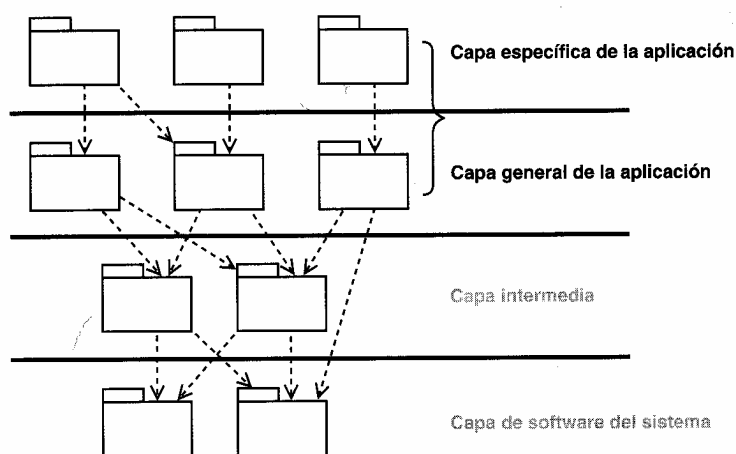 Capa específica de la aplicación
Capa general de la aplicación
Capa intermedia
Capa de software del sistema